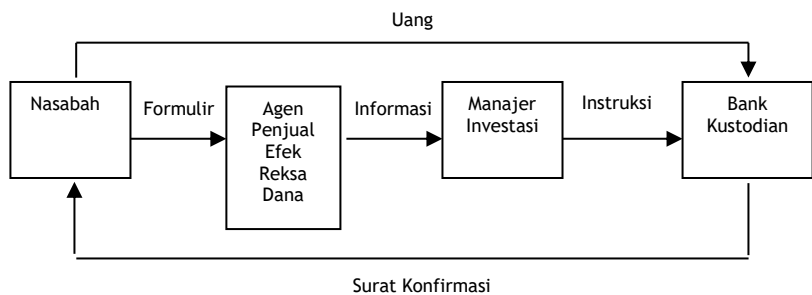 Uang
Nasabah
Formulir
Agen
Penjual
Efek
Reksa
Dana
Informasi
Manajer
Investasi
Instruksi
Bank
Kustodian
Surat Konfirmasi